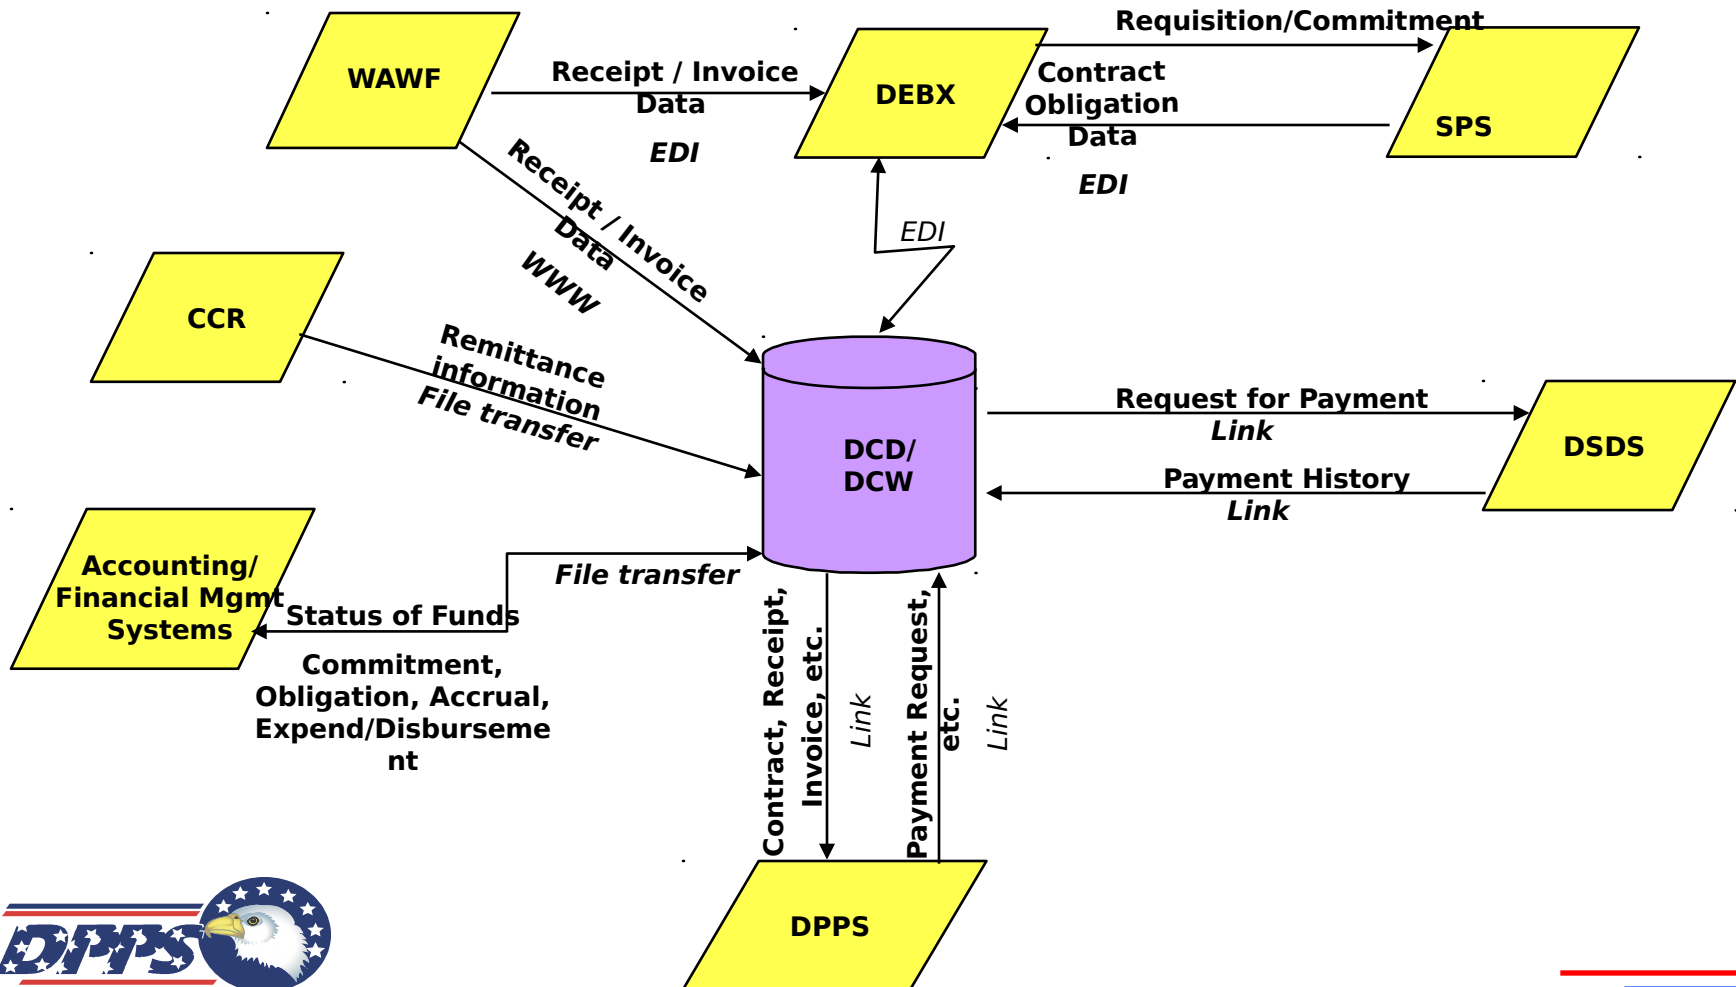 Requisition/Commitment
WAWF
Receipt / Invoice
Data
EDI
DEBX
Contract
Obligation
Data
EDI
SPS
Receipt / Invoice
Data
WWW
EDI
CCR
Remittance
information
File transfer
DCD/
DCW
Request for Payment
Link
Payment History
Link
DSDS
Accounting/
Financial Mgmt
Systems
Status of Funds
File transfer
Commitment,
Obligation, Accrual,
Expend/Disburseme
nt
Contract, Receipt,
Invoice, etc.
Link
Payment Request,
etc.
Link
DPPS
DPPS